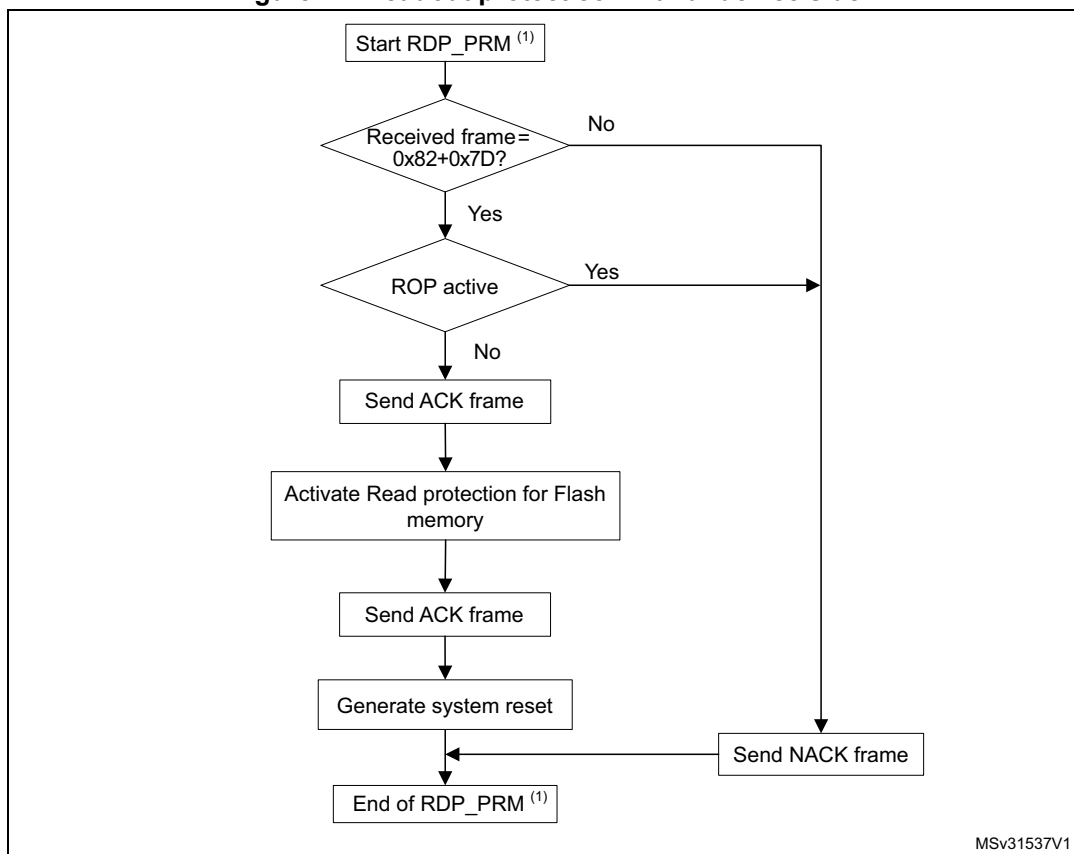 Start RDP_PRM (1)
Received frame=
0x82+0x7D?
No
Yes
ROP active
Yes
No
Send ACK frame
Activate Read protection for Flash
memory
Send ACK frame
Generate system reset
Send NACK frame
End of RDP_PRM (1)
MSv31537V1